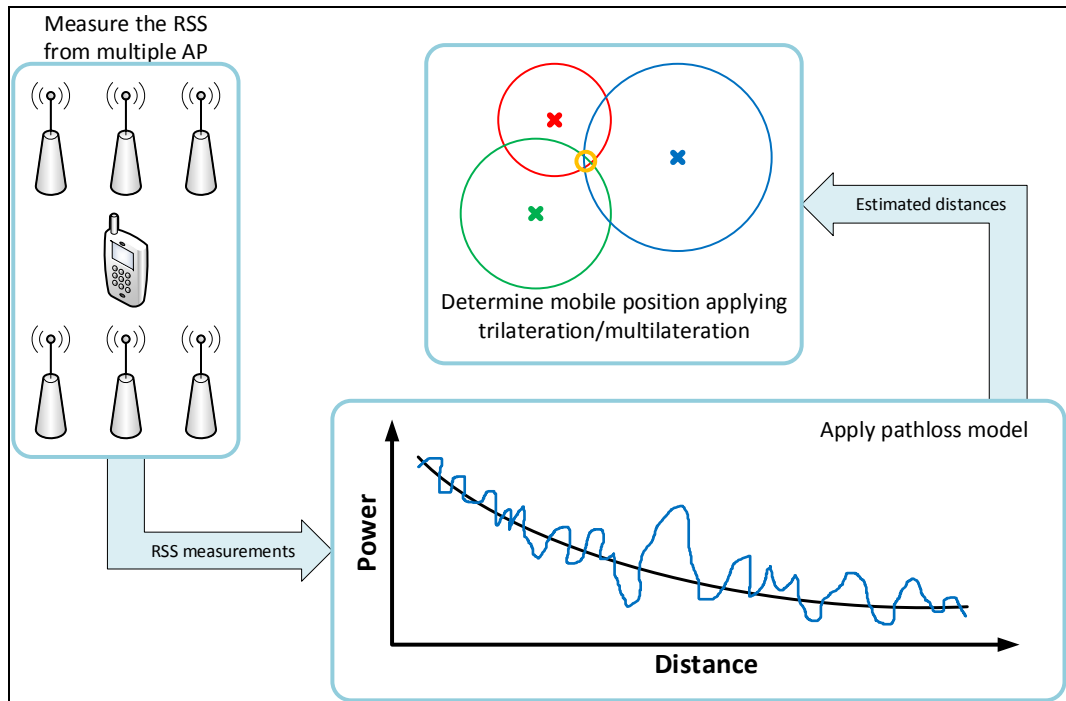 Measure the RSS
from multiple AP
Determine mobile position applying
trilateration/multilateration
Estimated distances
RSS measurements
Apply pathloss model
Power
Distance